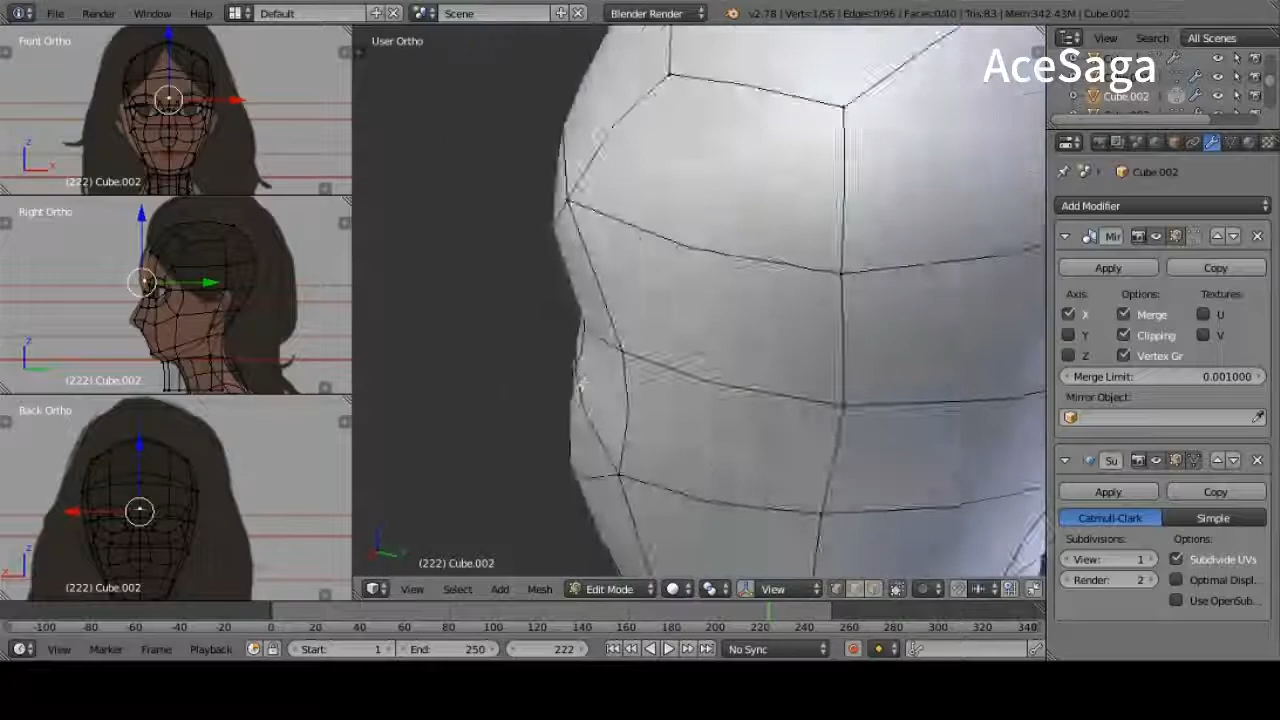 File Render Window Help Default Scene Blender Render v2.78 | Verts:1/56 | Edges:0/96 | Faces:0/40 | Tris:83 | Mem:342.43M | Cube.002
Front Ortho
(222) Cube.002
Right Ortho
(222) Cube.002
Back Ortho
(222) Cube.002
User Ortho
(222) Cube.002
View Select Add Mesh Edit Mode View
-100 -80 -60 -40 -20 0 20 40 60 80 100 120 140 160 180 200 220 240 260 280 300 320 340
View Marker Frame Playback Start: 1 End: 250 222 No Sync
View Search All Scenes
AceSaga
Cube.002
Cube.002
Add Modifier
Mir
Apply Copy
Axis: Options: Textures:
X Merge U
Y Clipping V
Z Vertex Gr
Merge Limit: 0.001000
Mirror Object:
Su
Apply Copy
Catmull-Clark Simple
Subdivisions: Options:
View: 1 Subdivide UVs
Render: 2 Optimal Displ...
Use OpenSub...